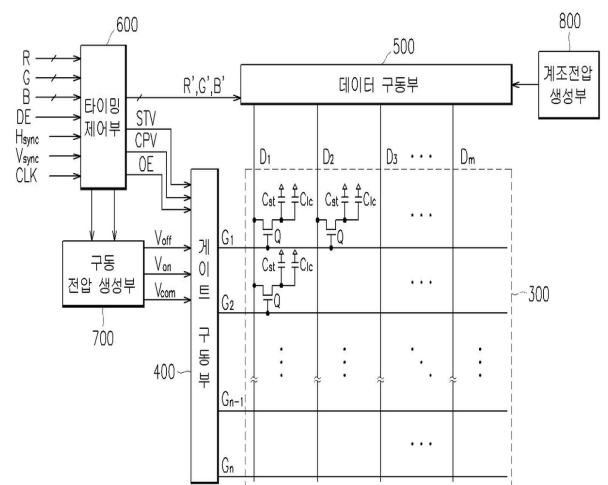 600
R
G
B
DE
Hsync
Vsync
CLK
타이밍
제어부
R',G',B'
STV
CPV
OE
500
데이터 구동부
800
계조전압
생성부
D1
D2
D3
···
Dm
Cst
Clc
Q
Cst
Clc
Q
···
G1
Cst
Clc
Q
···
G2
구동
전압 생성부
700
Voff
Von
Vcom
게이트 구동부
400
300
Gn-1
···
Gn
···